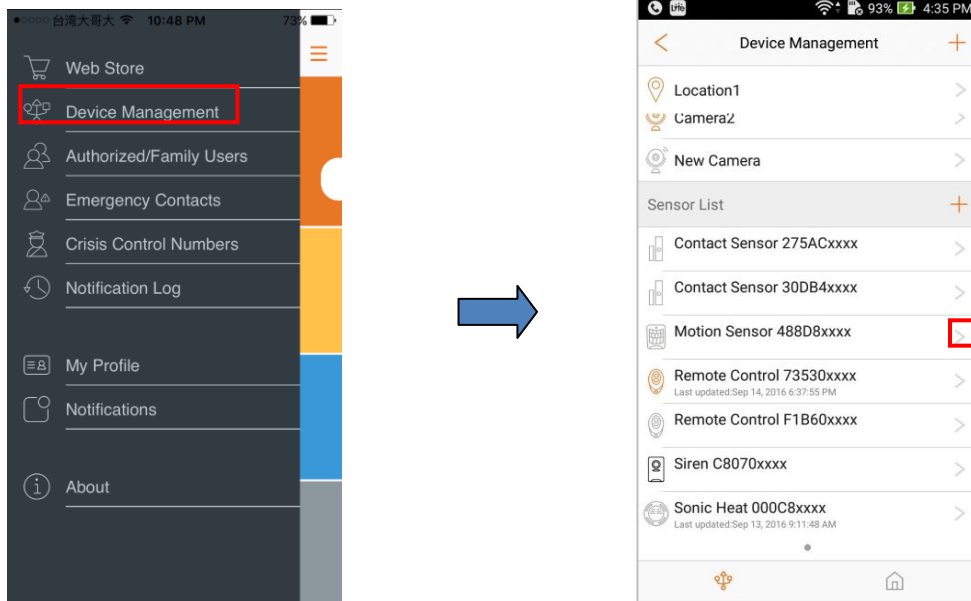 台湾大哥大 10:48 PM 73%
Web Store
Device Management
Authorized/Family Users
Emergency Contacts
Crisis Control Numbers
Notification Log
My Profile
Notifications
About
93% 4:35 PM
Device Management
Location1
Camera2
New Camera
Sensor List
Contact Sensor 275ACxxxx
Contact Sensor 30DB4xxxx
Motion Sensor 488D8xxxx
Remote Control 73530xxxx
Last updated:Sep 14, 2016 6:37:55 PM
Remote Control F1B60xxxx
Siren C8070xxxx
Sonic Heat 000C8xxxx
Last updated:Sep 13, 2016 9:11:48 AM